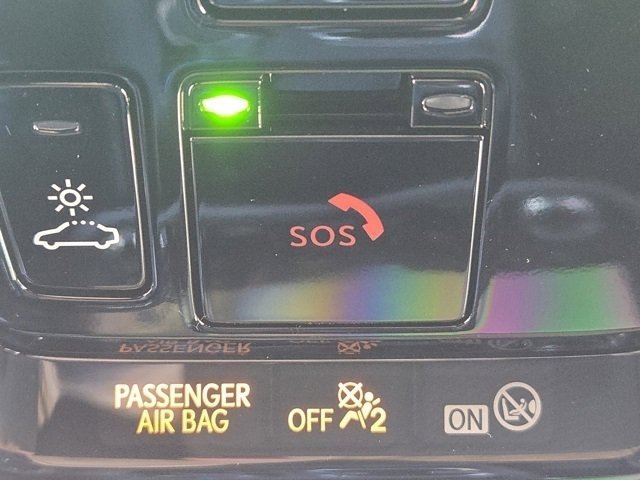 SOS
PASSENGER
AIR BAG
OFF 2
ON